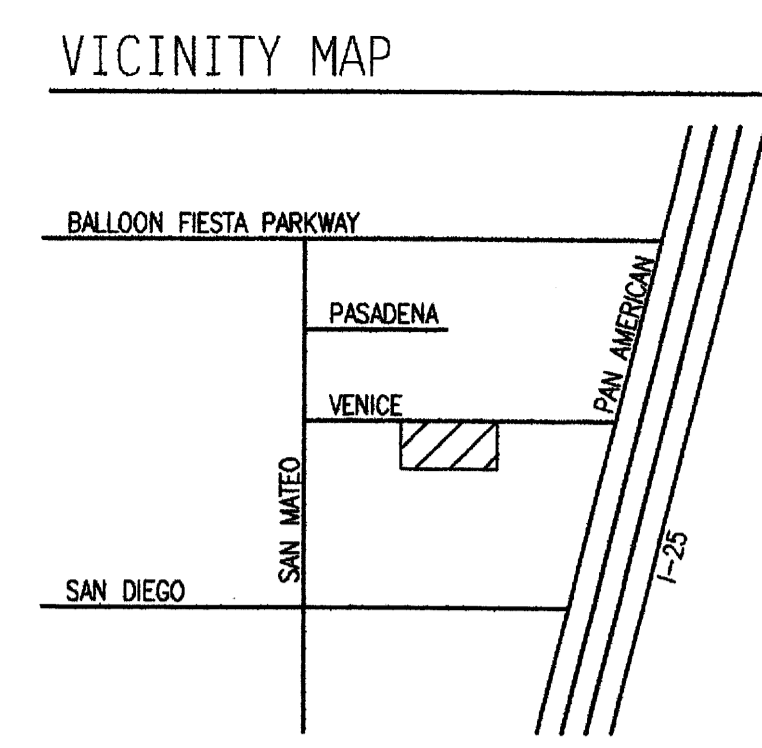 VICINITY MAP
BALLOON FIESTA PARKWAY
PASADENA
PAN AMERICAN
VENICE
SAN MATEO
I-25
SAN DIEGO